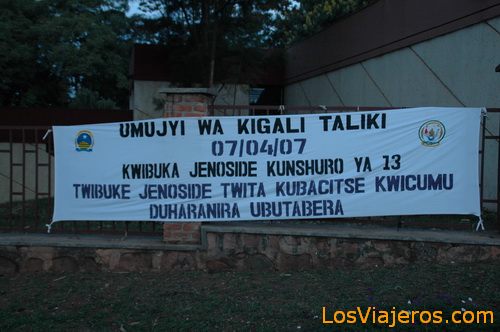 UMUJYI WA KIGALI TALIKI
07/04/07
KWIBUKA JENOSIDE KUNSHURO YA 13
TWIBUKE JENOSIDE TWITA KUBACITSE KWICUMU
DUHARANIRA UBUTABERA
LosViajeros.com